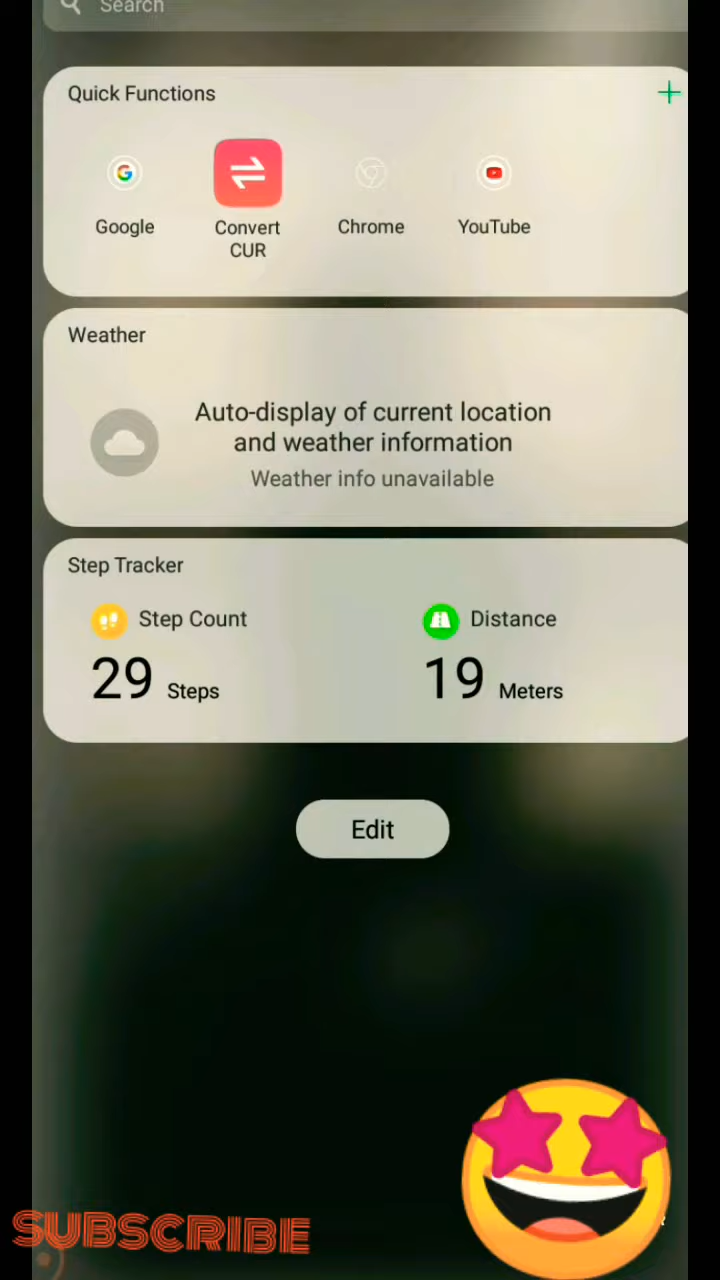 Search
Quick Functions
Google
Convert
CUR
Chrome
YouTube
Weather
Auto-display of current location
and weather information
Weather info unavailable
Step Tracker
Step Count
Distance
29 Steps
19 Meters
Edit
SUBSCRIBE